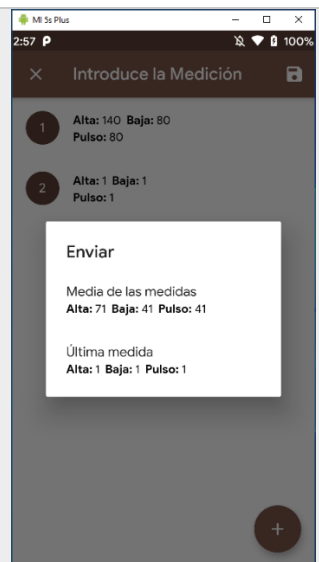 MI 5s Plus
2:57 100%
Introduce la Medición
1 Alta: 140 Baja: 80
Pulso: 80
2 Alta: 1 Baja: 1
Pulso: 1
Enviar
Media de las medidas
Alta: 71 Baja: 41 Pulso: 41
Última medida
Alta: 1 Baja: 1 Pulso: 1